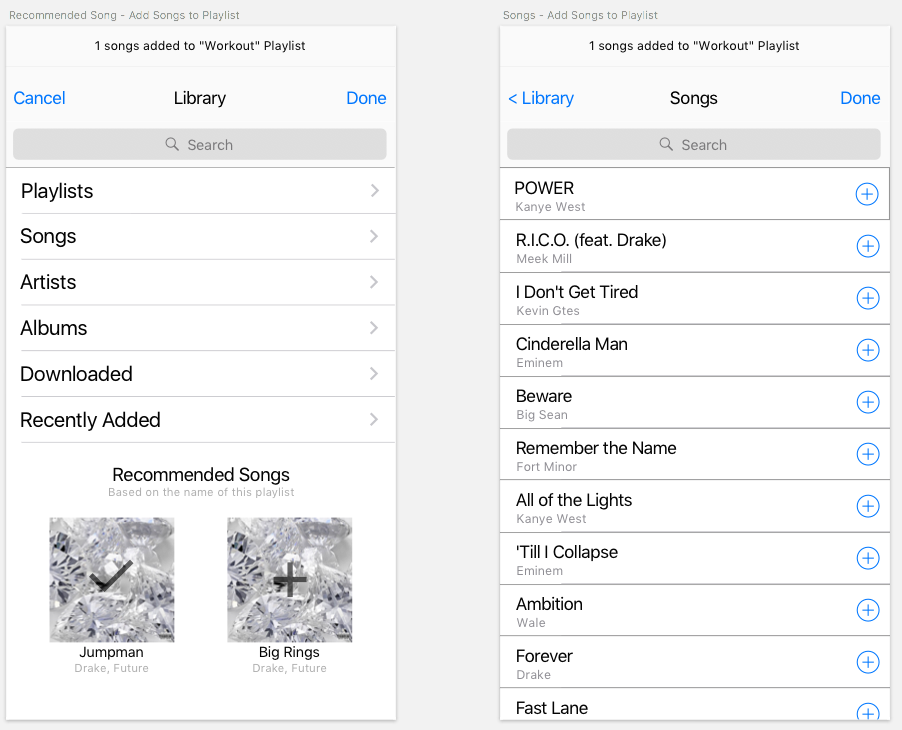 Recommended Song - Add Songs to Playlist
1 songs added to "Workout" Playlist
Cancel Library Done
Search
Playlists
Songs
Artists
Albums
Downloaded
Recently Added
Recommended Songs
Based on the name of this playlist
Jumpman
Drake, Future
Big Rings
Drake, Future
Songs - Add Songs to Playlist
1 songs added to "Workout" Playlist
< Library Songs Done
Search
POWER
Kanye West
R.I.C.O. (feat. Drake)
Meek Mill
I Don't Get Tired
Kevin Gtes
Cinderella Man
Eminem
Beware
Big Sean
Remember the Name
Fort Minor
All of the Lights
Kanye West
'Till I Collapse
Eminem
Ambition
Wale
Forever
Drake
Fast Lane